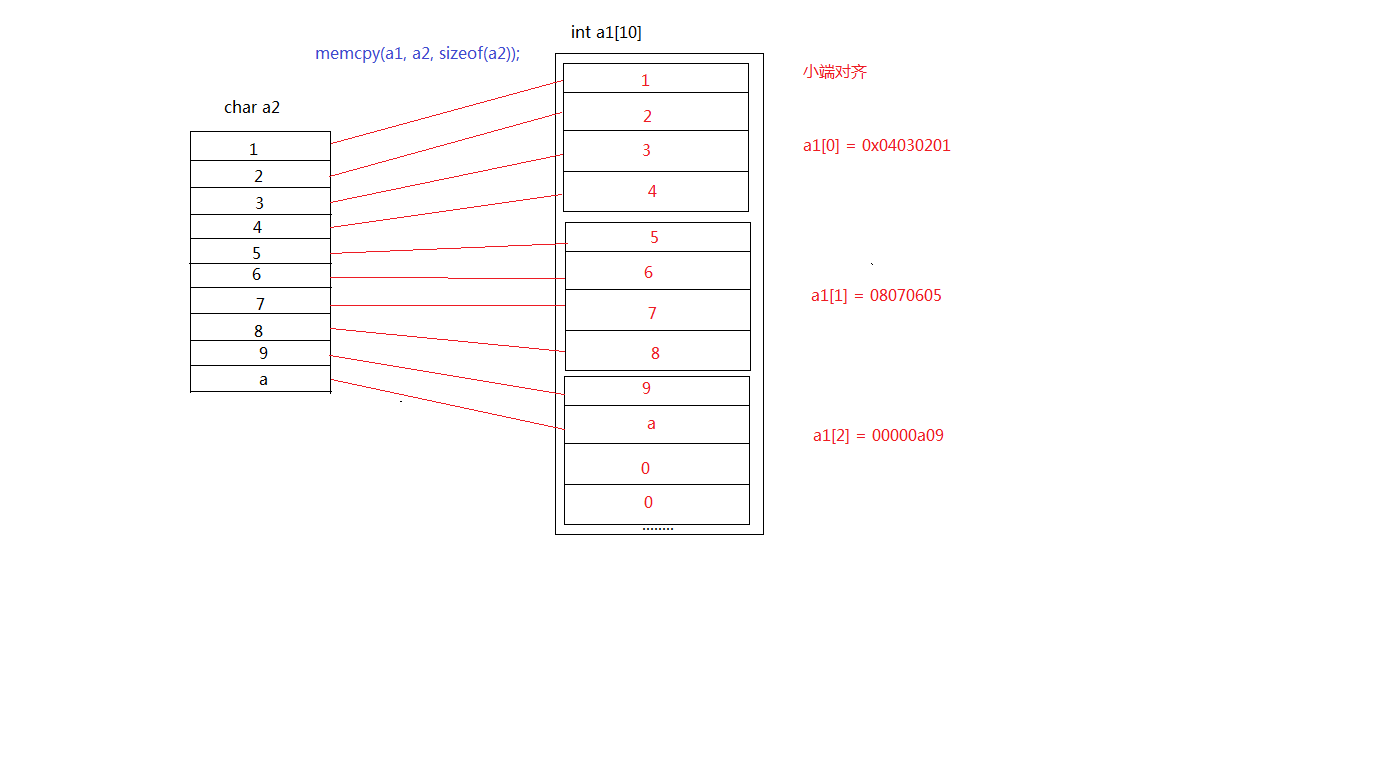 int a1[10]
memcpy(a1, a2, sizeof(a2));
小端对齐
char a2
1
2
3
4
5
6
7
8
9
a
1
2
3
4
5
6
7
8
9
a
0
0
........
a1[0] = 0x04030201
a1[1] = 08070605
a1[2] = 00000a09